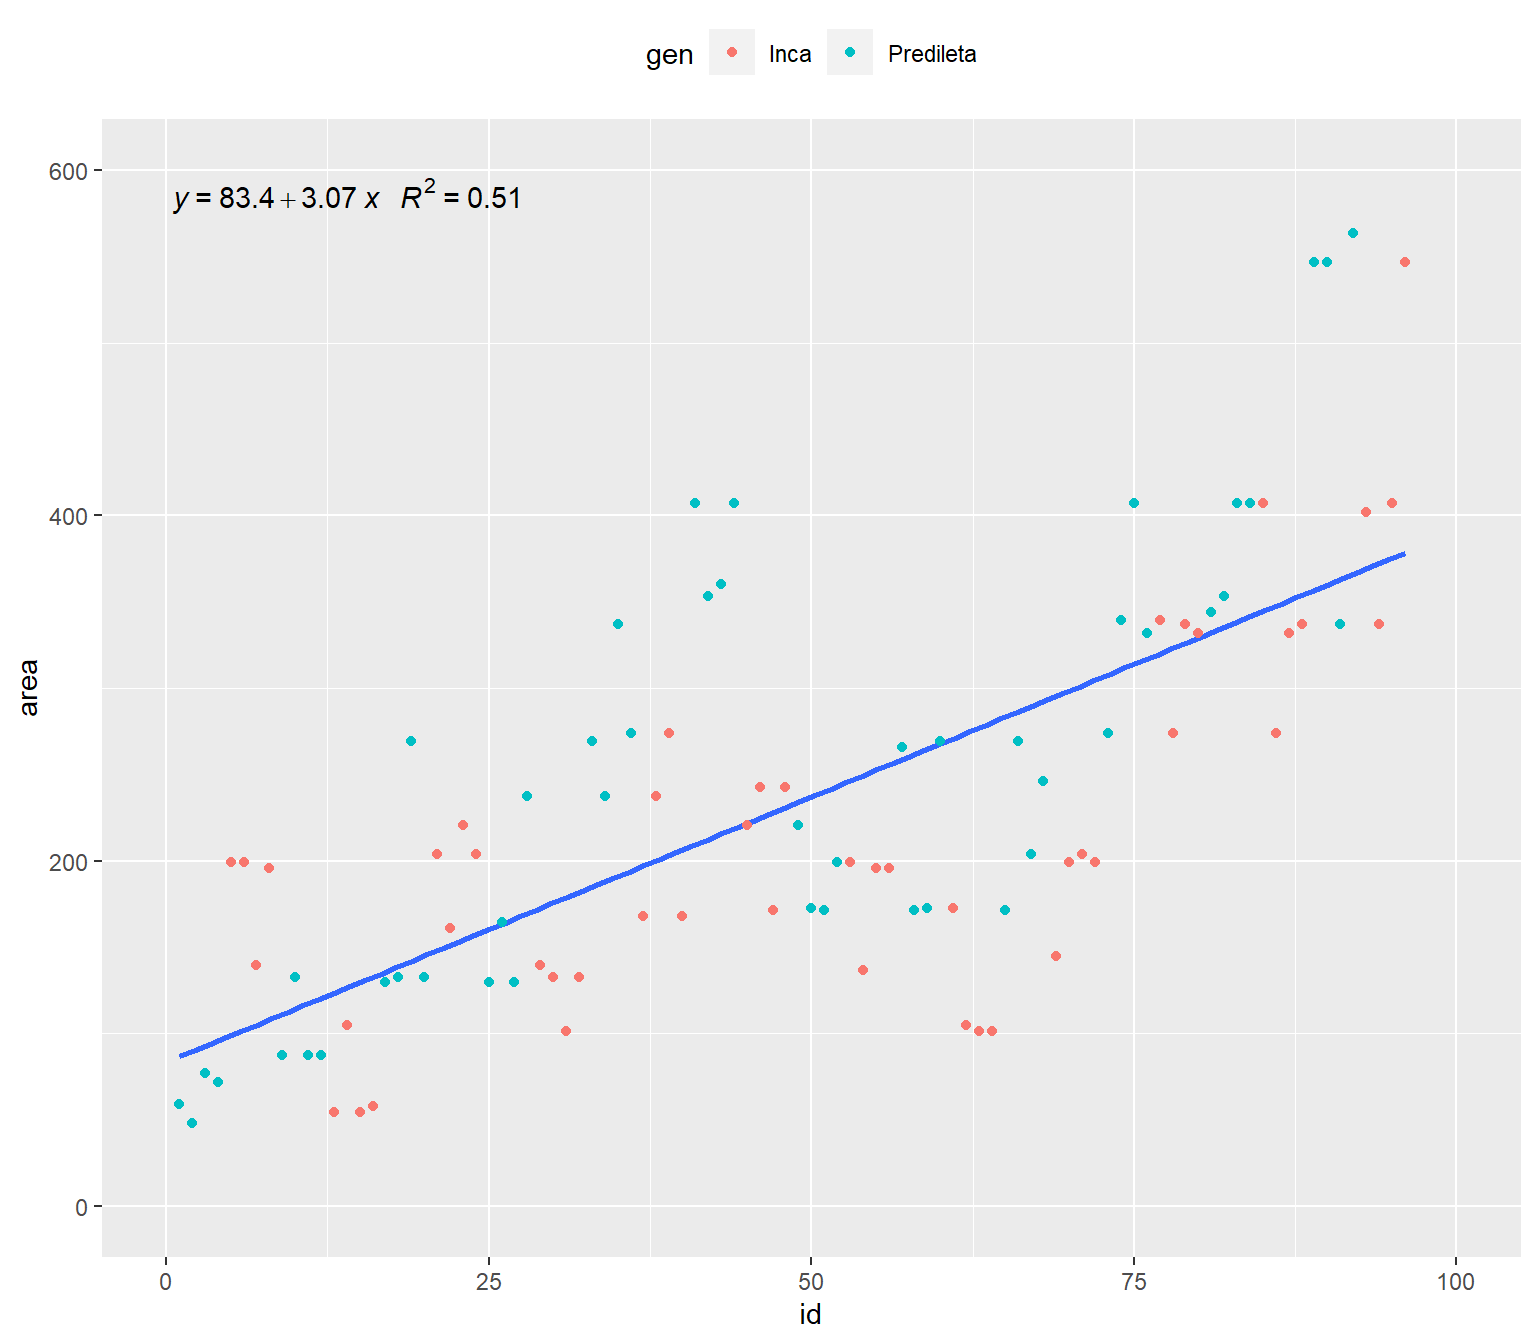 gen Inca Predileta
600
y = 83.4 + 3.07 x R² = 0.51
400
area
200
0
0 25 50 75 100
id